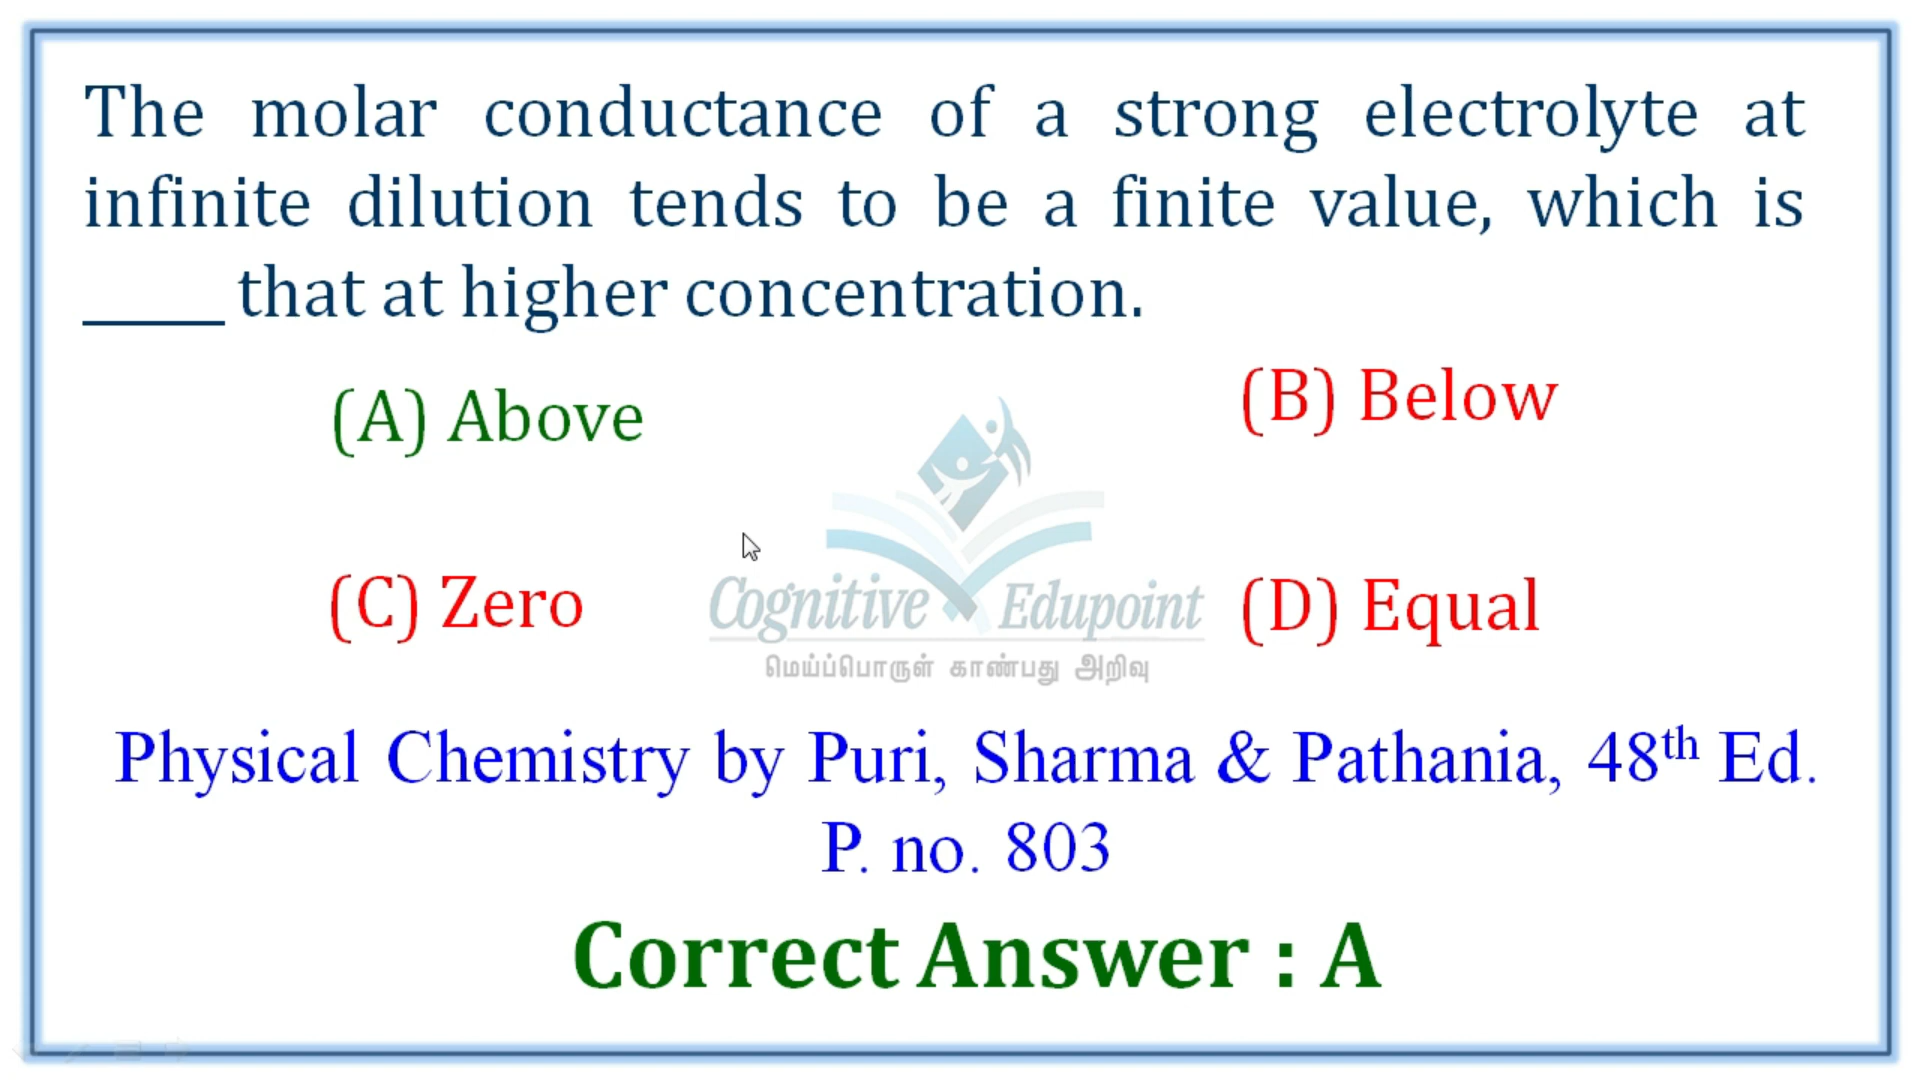 The molar conductance of a strong electrolyte at
infinite dilution tends to be a finite value, which is
_____ that at higher concentration.
(A) Above
(B) Below
(C) Zero
(D) Equal
Cognitive Edupoint
மெய்ப்பொருள் காண்பது அறிவு
Physical Chemistry by Puri, Sharma & Pathania, 48th Ed.
P. no. 803
Correct Answer : A